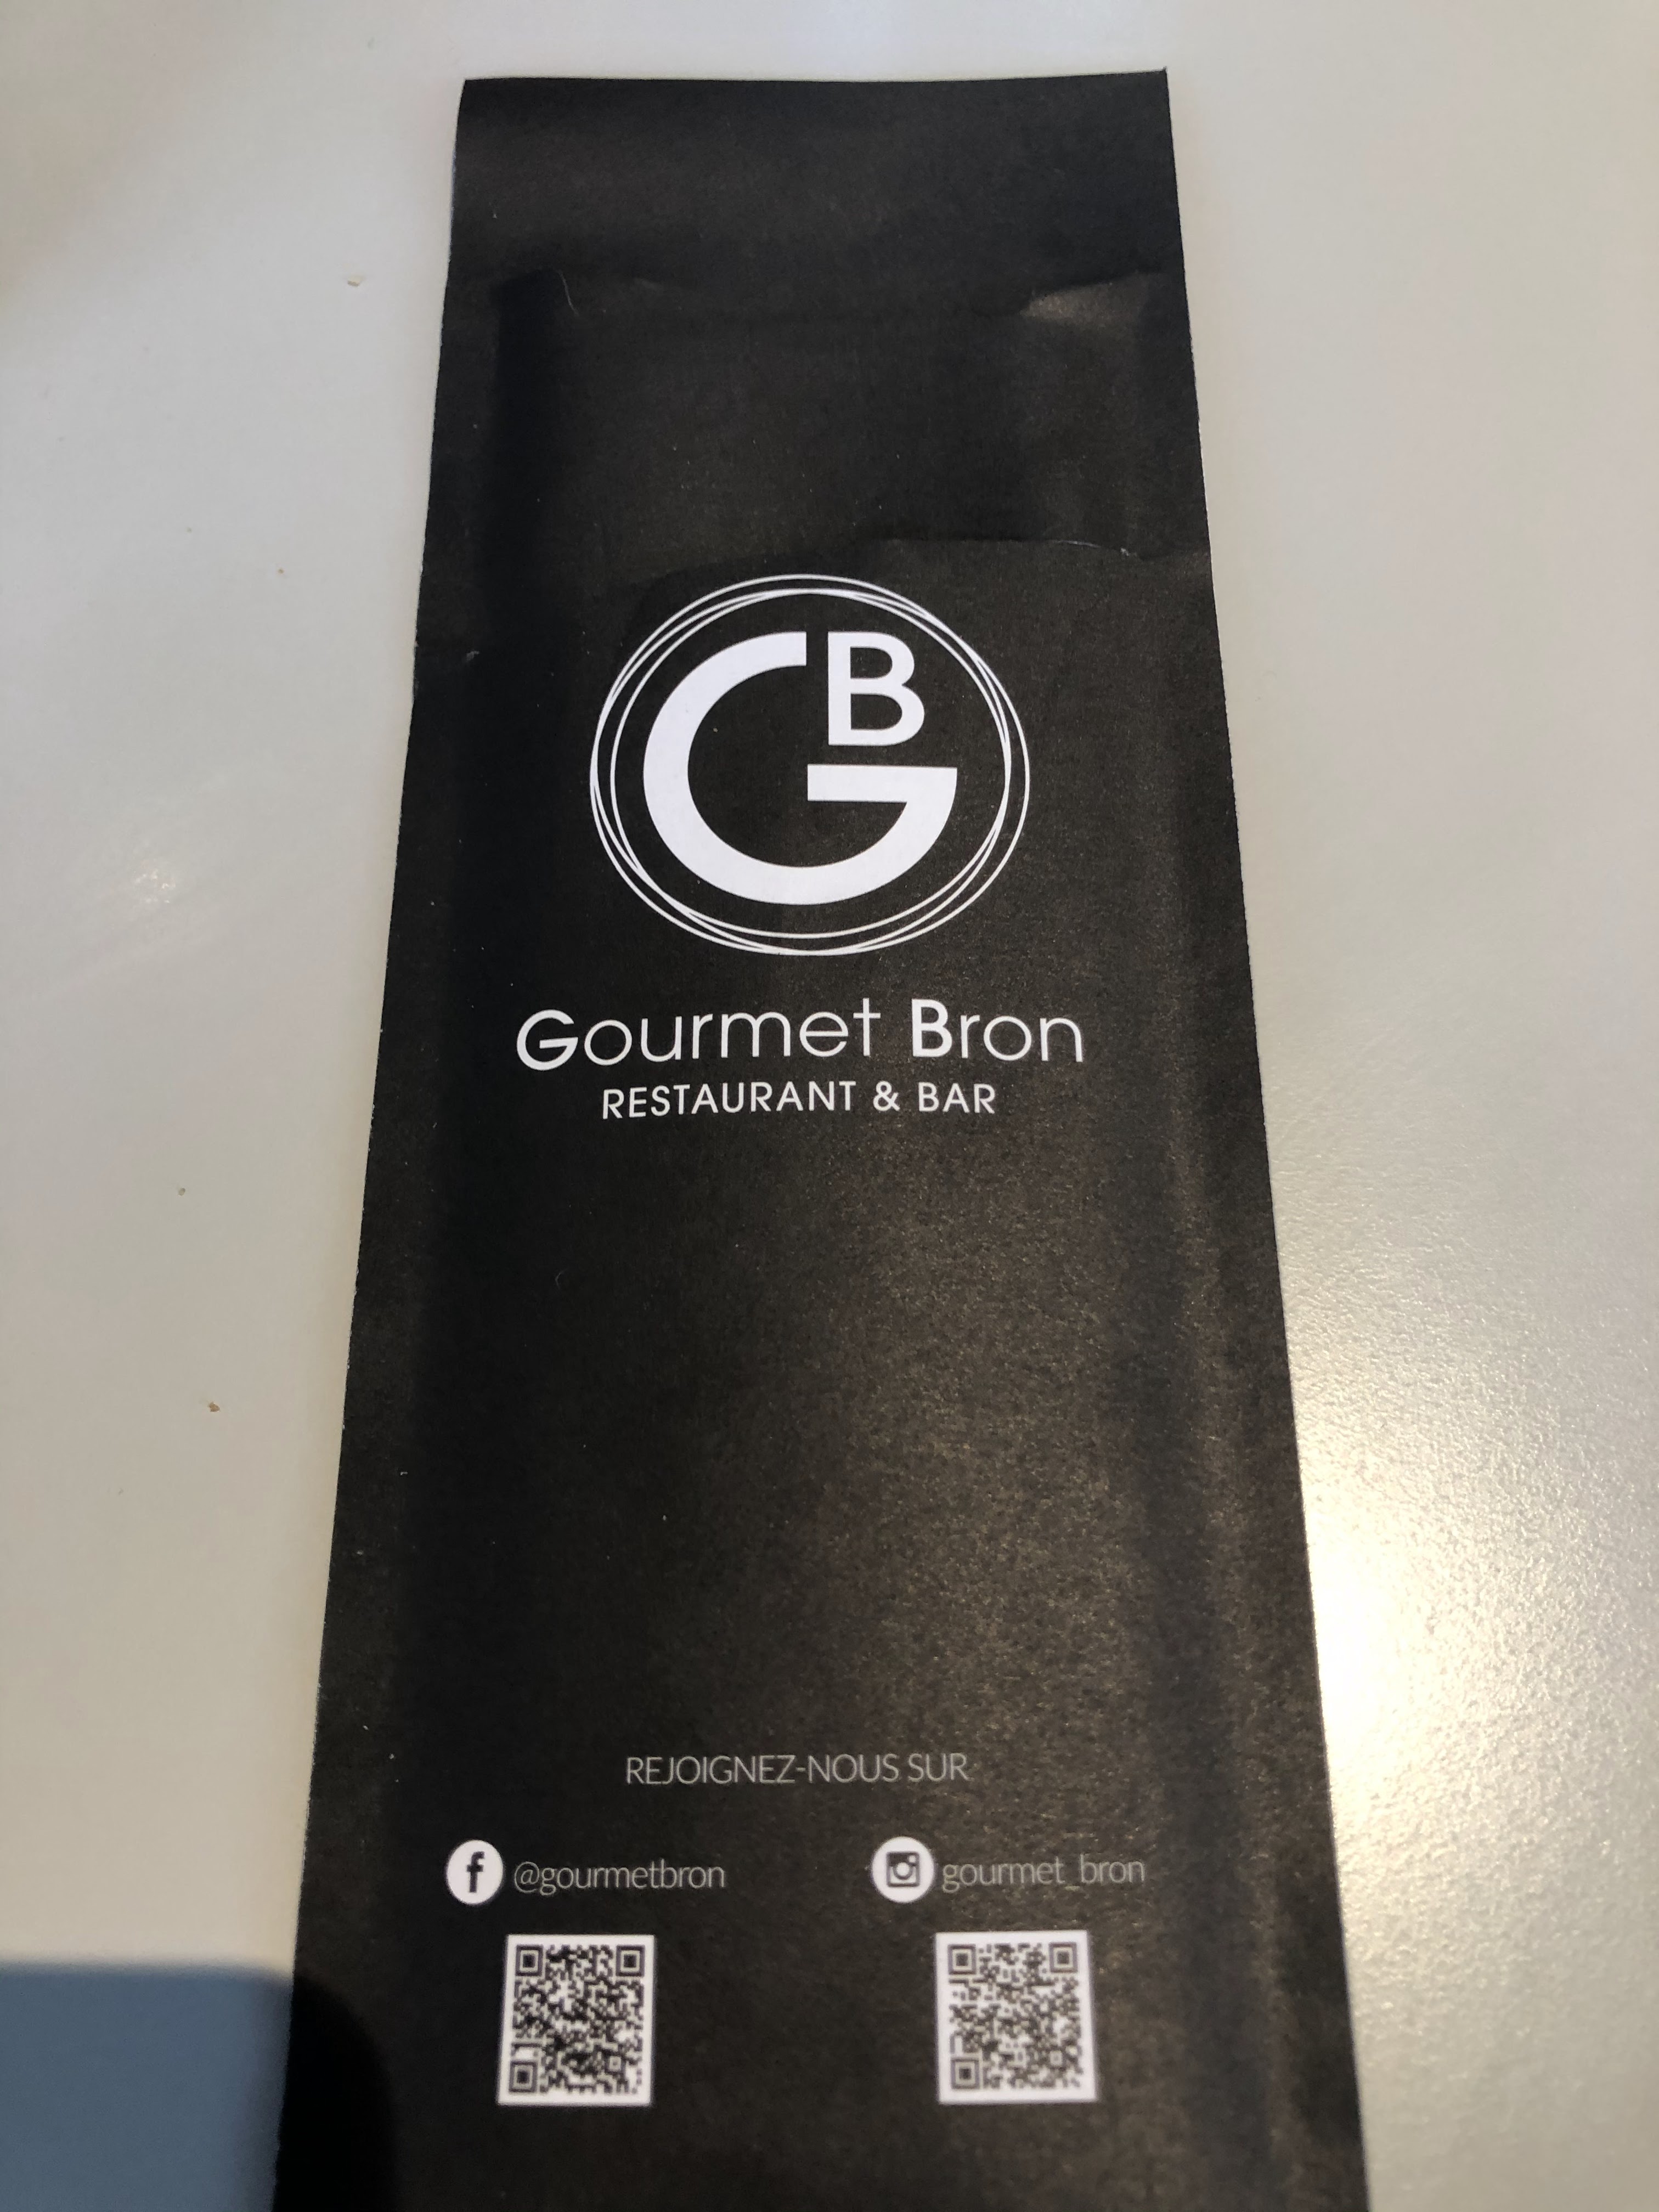 GB
Gourmet Bron
RESTAURANT & BAR
REJOIGNEZ-NOUS SUR
f @gourmetbron gourmet_bron